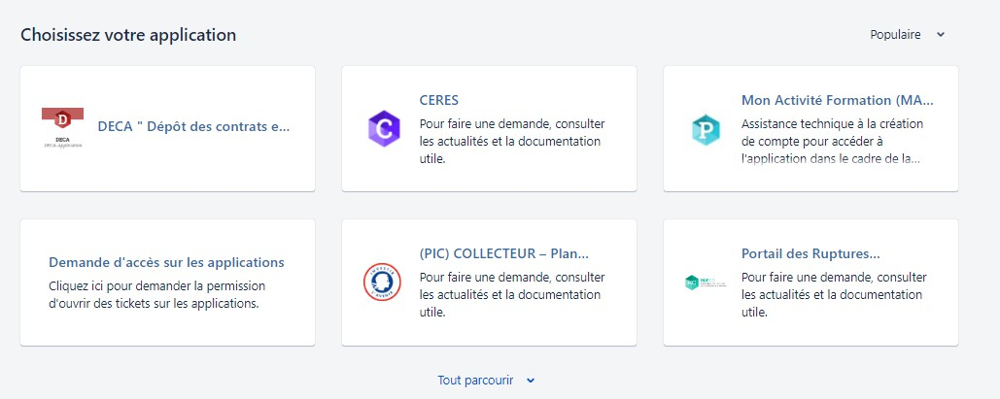 Choisissez votre application
Populaire
DECA " Dépôt des contrats e...
D
DECA
DECA-Application
CERES
Pour faire une demande, consulter
les actualités et la documentation
utile.
C
Mon Activité Formation (MA...
Assistance technique à la création
de compte pour accéder à
l'application dans le cadre de la...
P
Demande d'accès sur les applications
Cliquez ici pour demander la permission
d'ouvrir des tickets sur les applications.
(PIC) COLLECTEUR – Plan...
Pour faire une demande, consulter
les actualités et la documentation
utile.
Portail des Ruptures...
Pour faire une demande, consulter
les actualités et la documentation
utile.
Tout parcourir